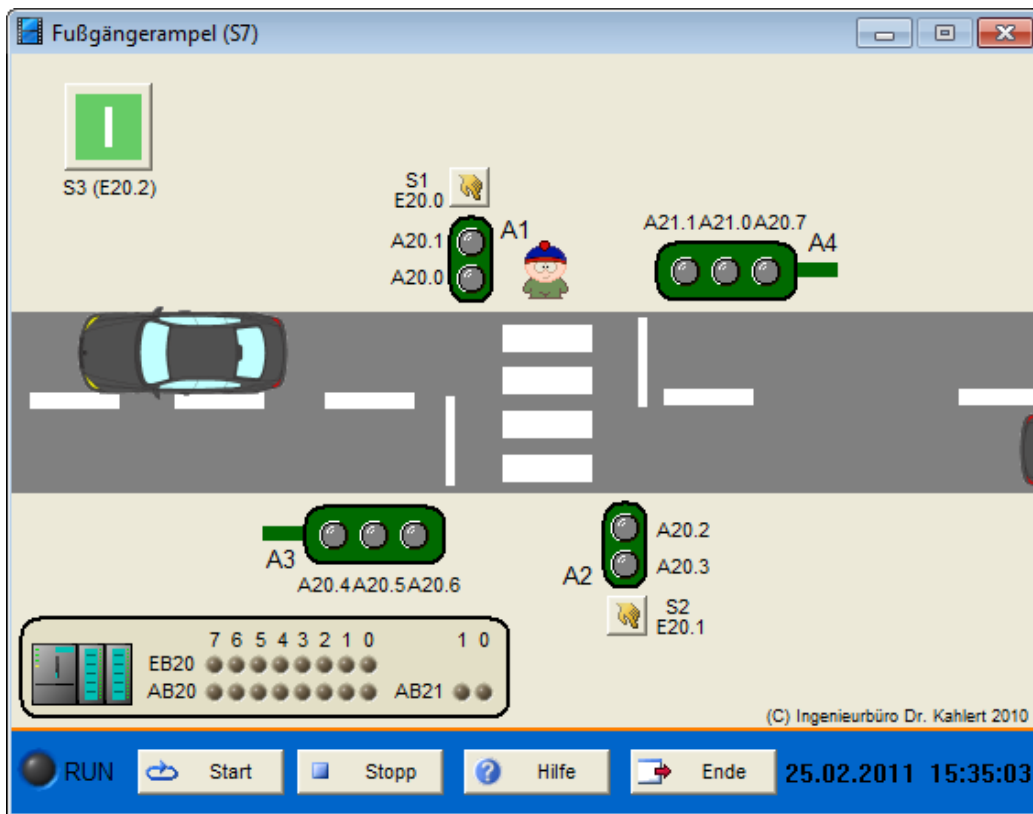 Fußgängerampel (S7)
S3 (E20.2)
S1
E20.0
A20.1
A20.0
A1
A21.1 A21.0 A20.7
A4
A3
A20.4 A20.5 A20.6
A2
A20.2
A20.3
S2
E20.1
7 6 5 4 3 2 1 0 1 0
EB20
AB20 AB21
(C) Ingenieurbüro Dr. Kahlert 2010
RUN Start Stopp Hilfe Ende 25.02.2011 15:35:03